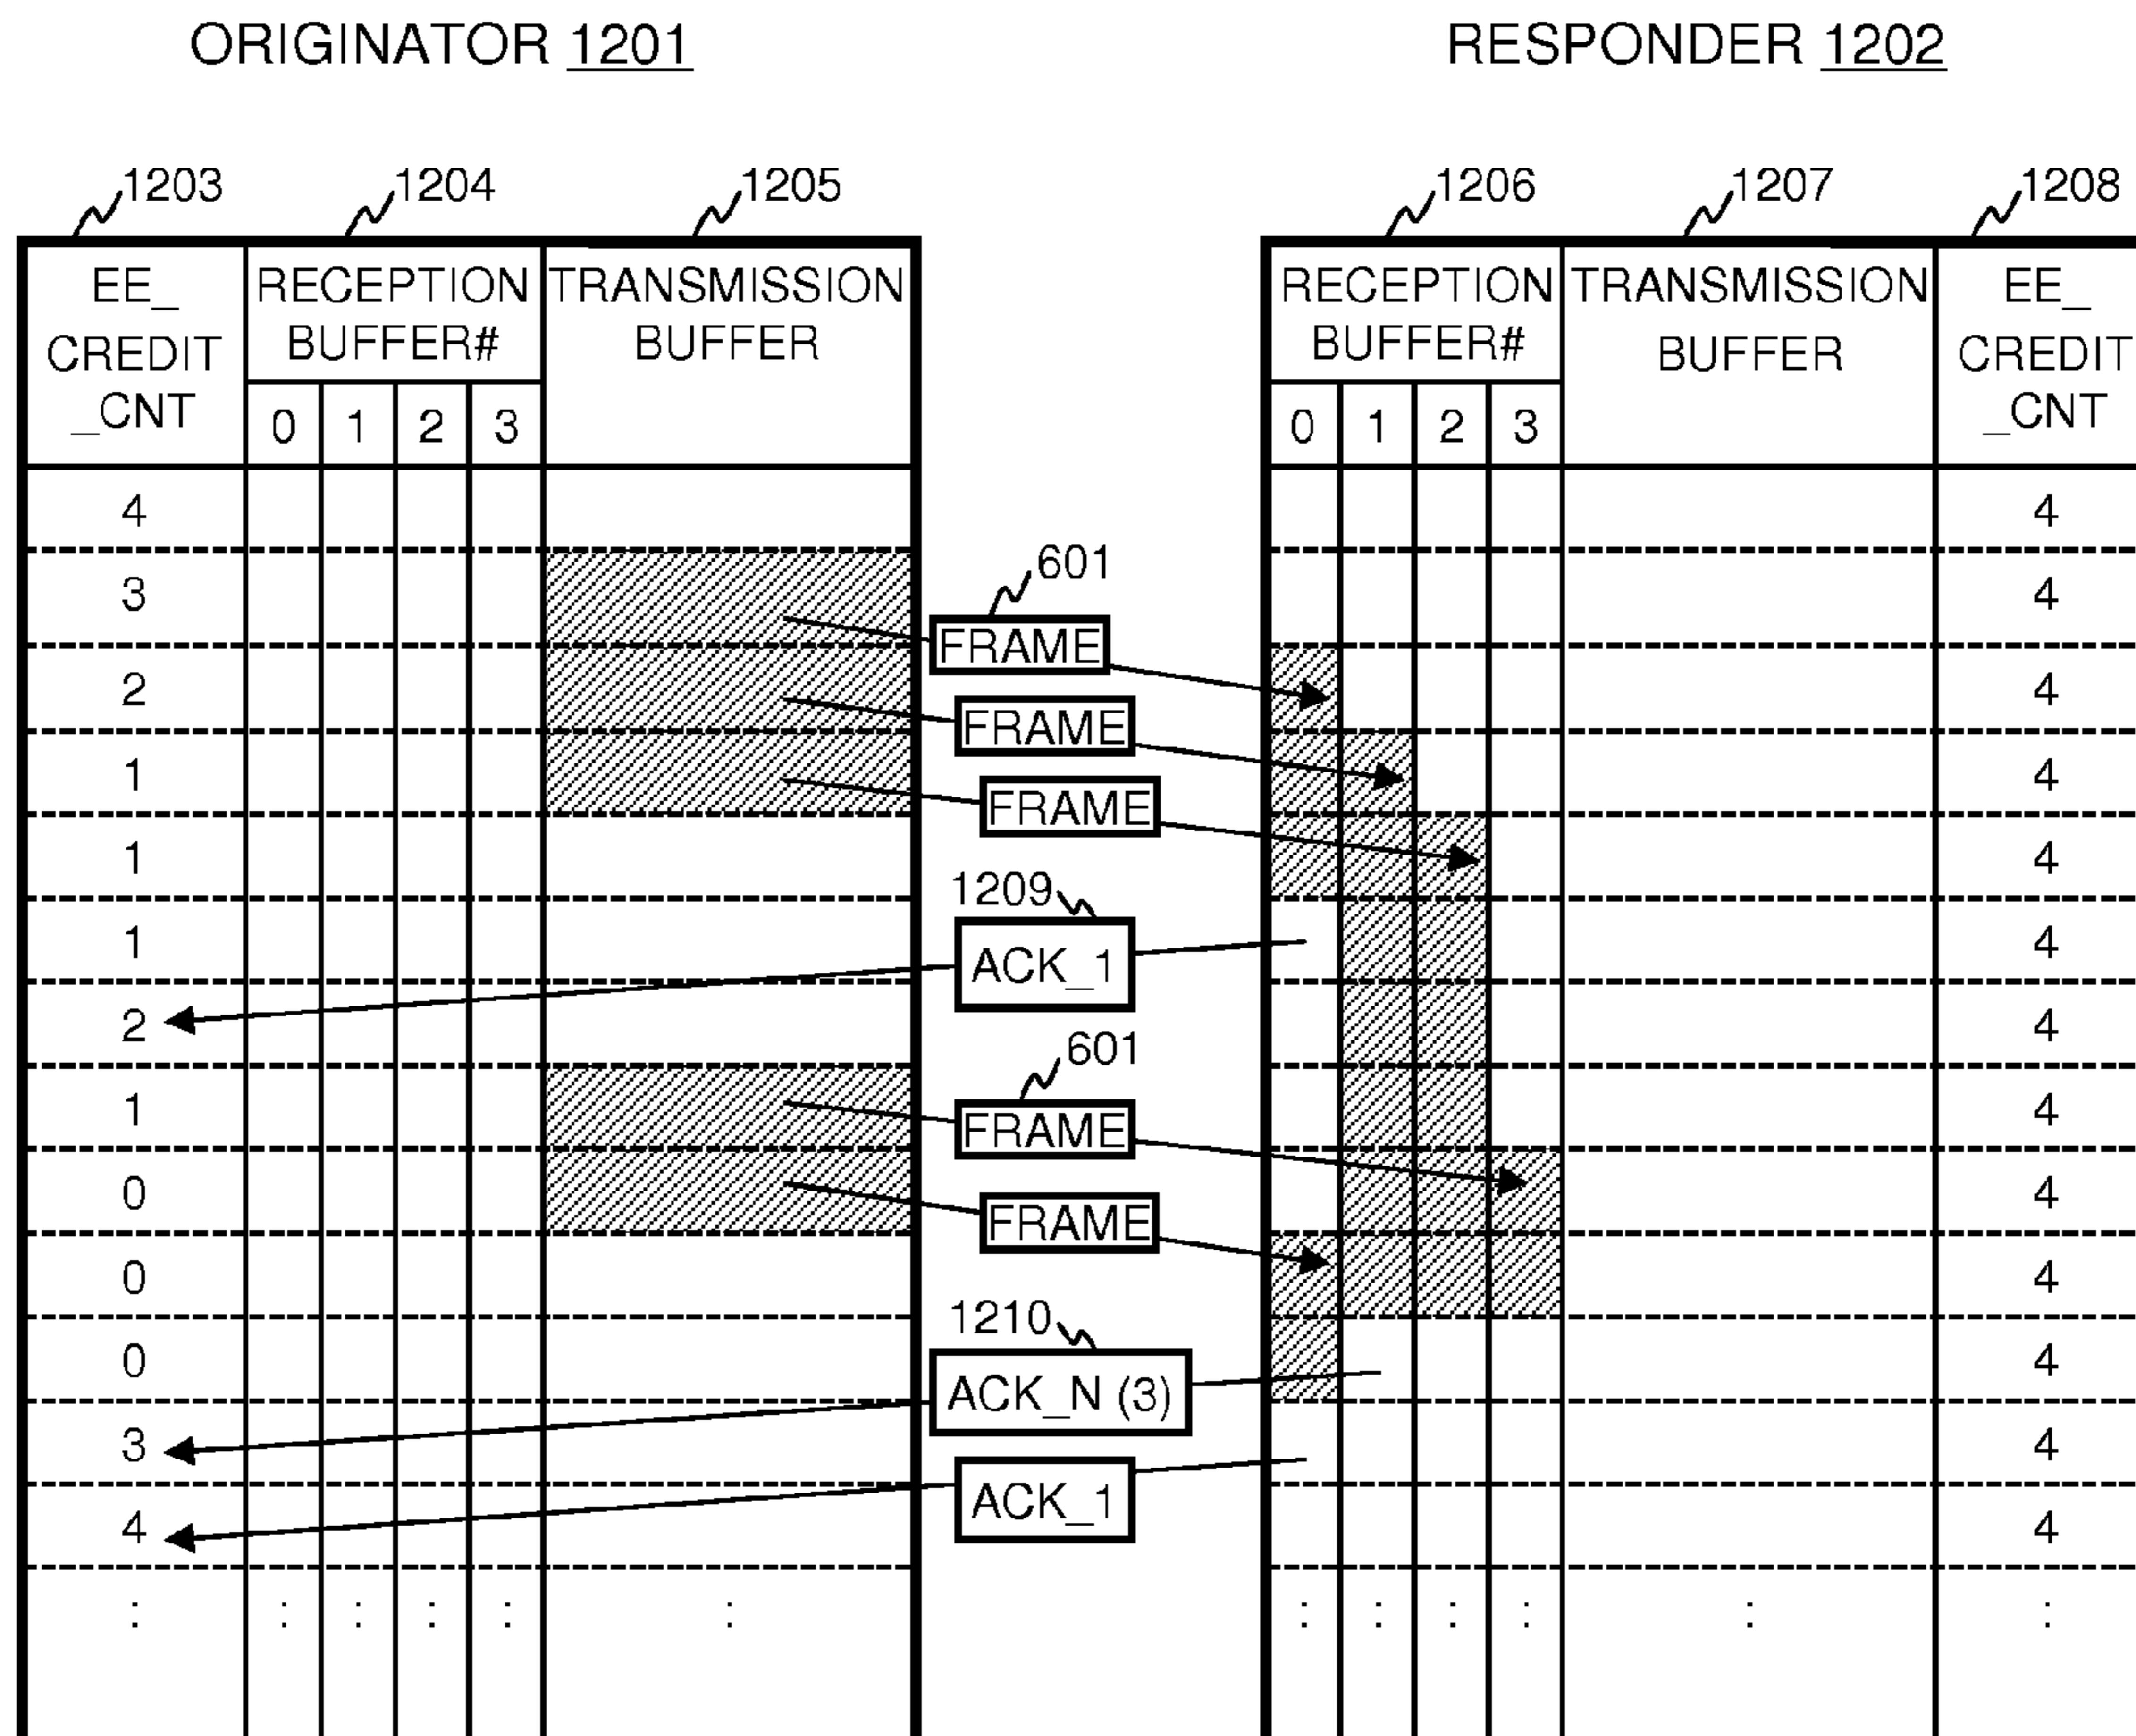 ORIGINATOR 1201 RESPONDER 1202
1203 1204 1205 1206 1207 1208
EE_ RECEPTION TRANSMISSION RECEPTION TRANSMISSION EE_
CREDIT BUFFER# BUFFER BUFFER# BUFFER CREDIT
_CNT 0 1 2 3 0 1 2 3 _CNT
4 4
601
3 4
FRAME
2 4
FRAME
1 4
FRAME
1 4
1209
1 4
ACK_1
2 4
601
1 4
FRAME
0 4
FRAME
0 4
1210
0 4
ACK_N (3)
3 4
ACK_1
4 4
: : : : : : : : : : : :